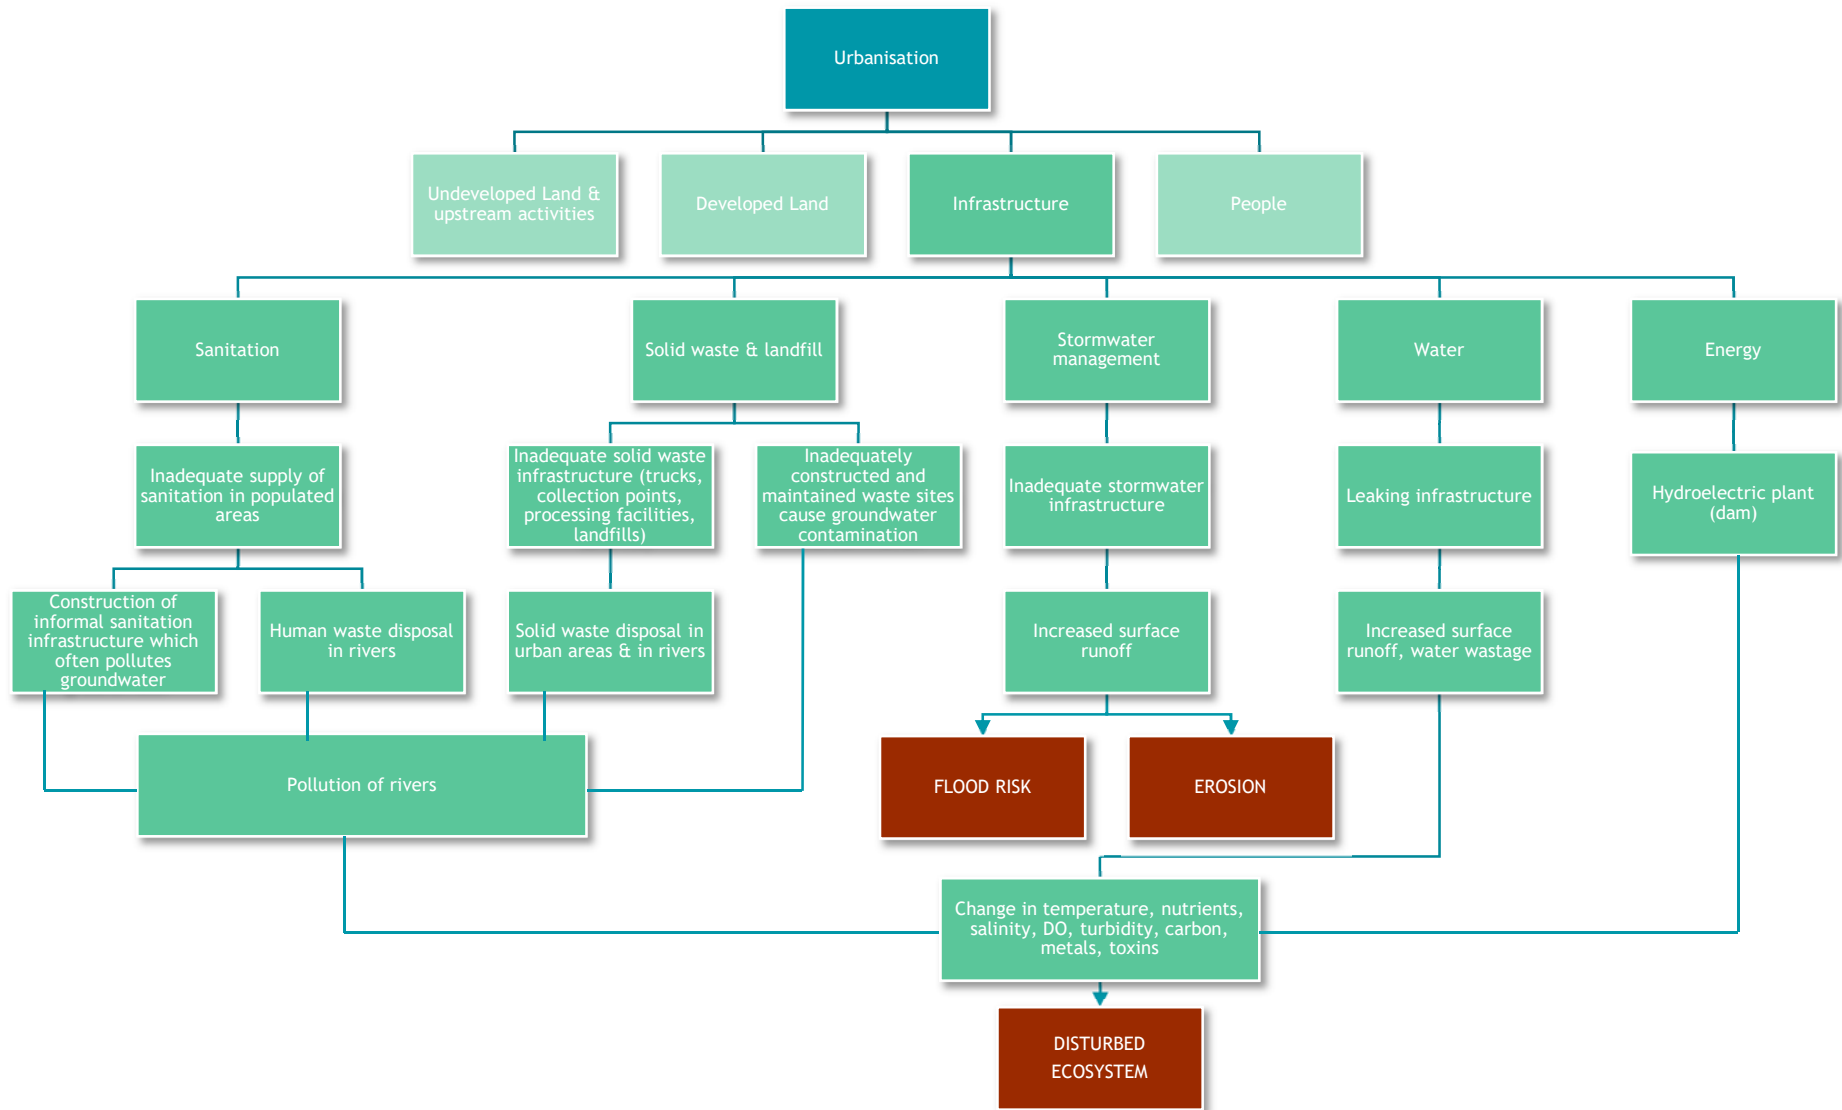 Urbanisation
Undeveloped Land &
upstream activities
Developed Land
Infrastructure
People
Sanitation
Solid waste & landfill
Stormwater
management
Water
Energy
Inadequate supply of
sanitation in populated
areas
Inadequate solid waste
infrastructure (trucks,
collection points,
processing facilities,
landfills)
Inadequately
constructed and
maintained waste sites
cause groundwater
contamination
Inadequate stormwater
infrastructure
Leaking infrastructure
Hydroelectric plant
(dam)
Construction of
informal sanitation
infrastructure which
often pollutes
groundwater
Human waste disposal
in rivers
Solid waste disposal in
urban areas & in rivers
Increased surface
runoff
Increased surface
runoff, water wastage
Pollution of rivers
FLOOD RISK
EROSION
Change in temperature, nutrients,
salinity, DO, turbidity, carbon,
metals, toxins
DISTURBED
ECOSYSTEM